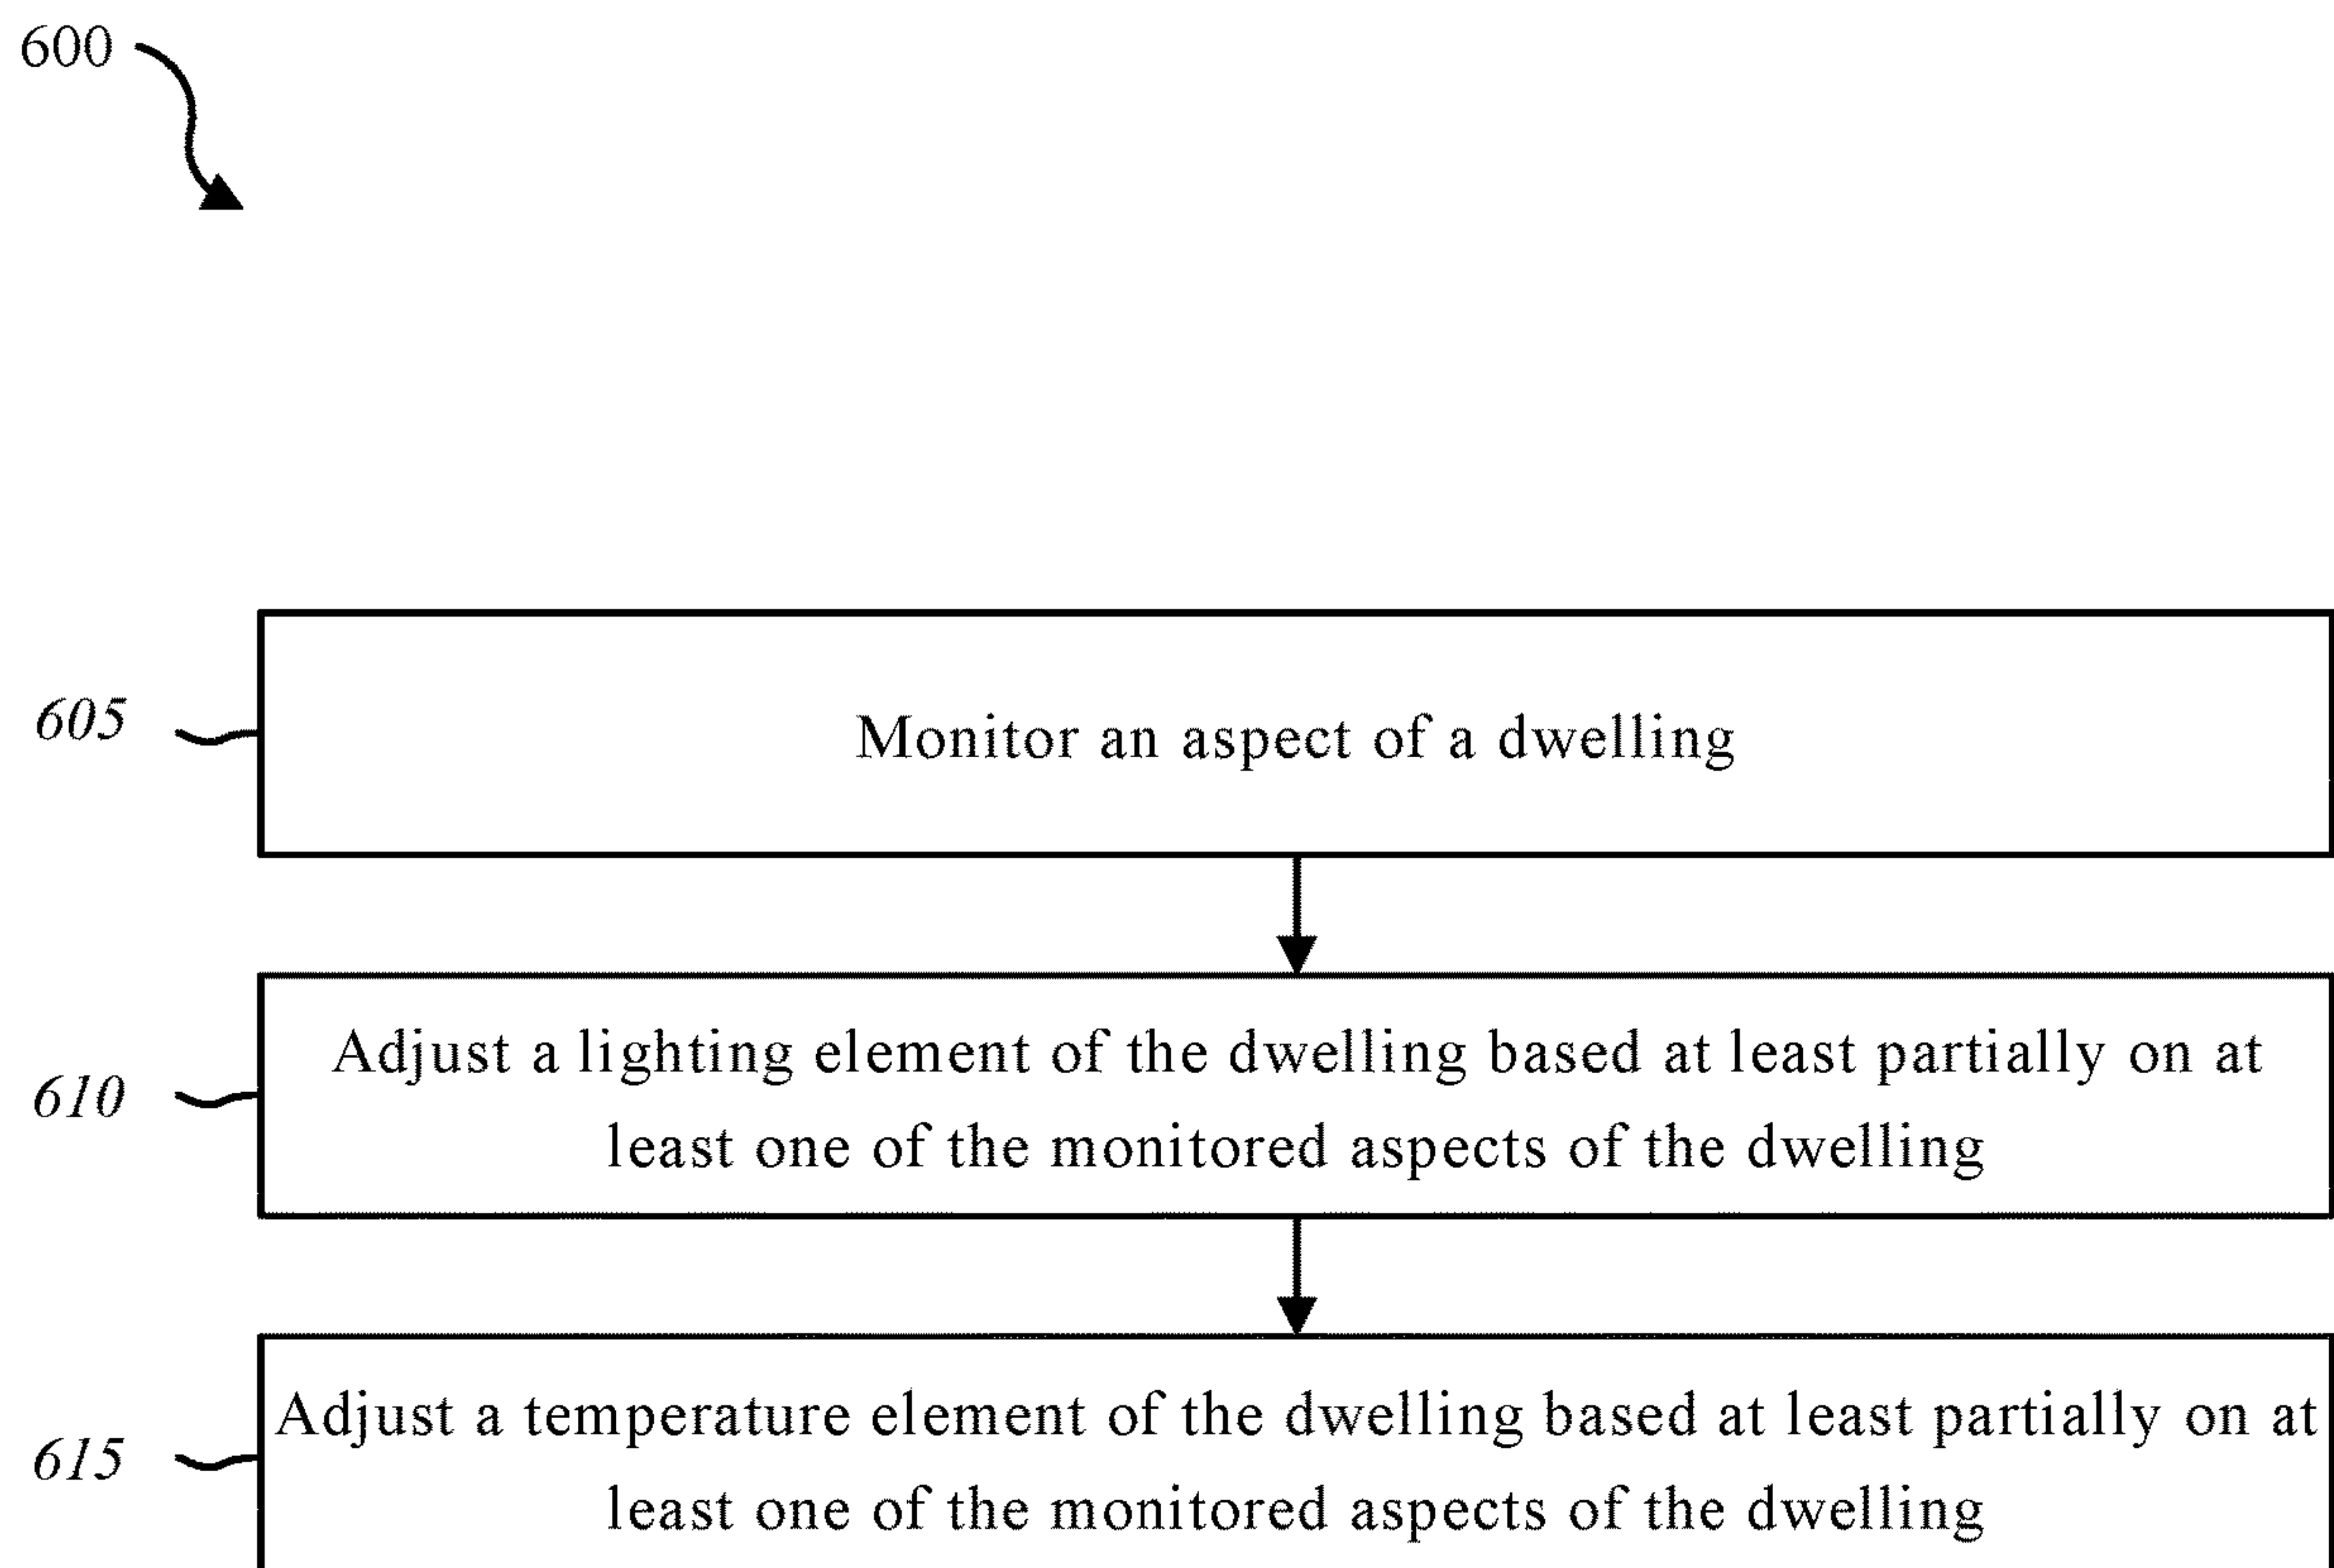 600
605
Monitor an aspect of a dwelling
610
Adjust a lighting element of the dwelling based at least partially on at
least one of the monitored aspects of the dwelling
615
Adjust a temperature element of the dwelling based at least partially on at
least one of the monitored aspects of the dwelling